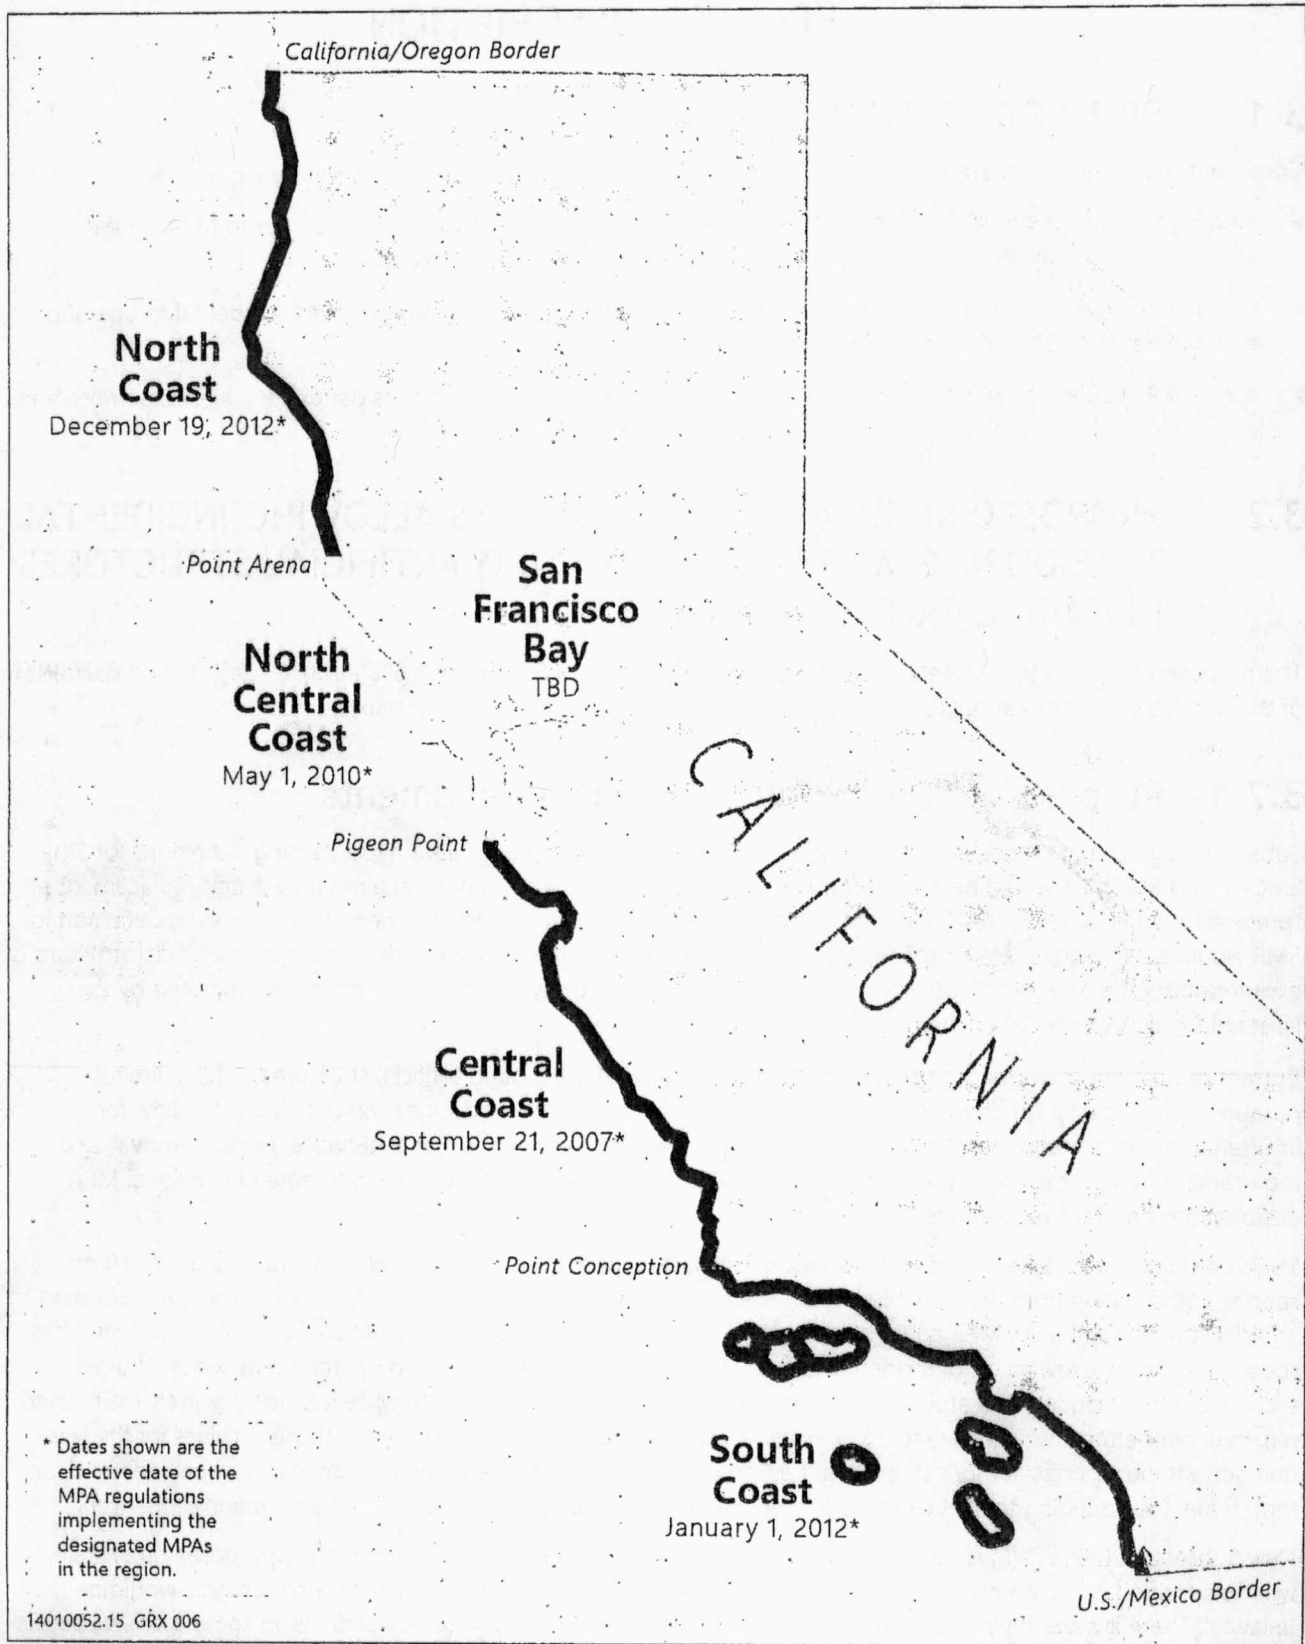 California/Oregon Border
North
Coast
December 19, 2012*
Point Arena
San
Francisco
Bay
TBD
North
Central
Coast
May 1, 2010*
Pigeon Point
CALIFORNIA
Central
Coast
September 21, 2007*
Point Conception
South
Coast
January 1, 2012*
* Dates shown are the
effective date of the
MPA regulations
implementing the
designated MPAs
in the region.
U.S./Mexico Border
14010052.15 GRX 006